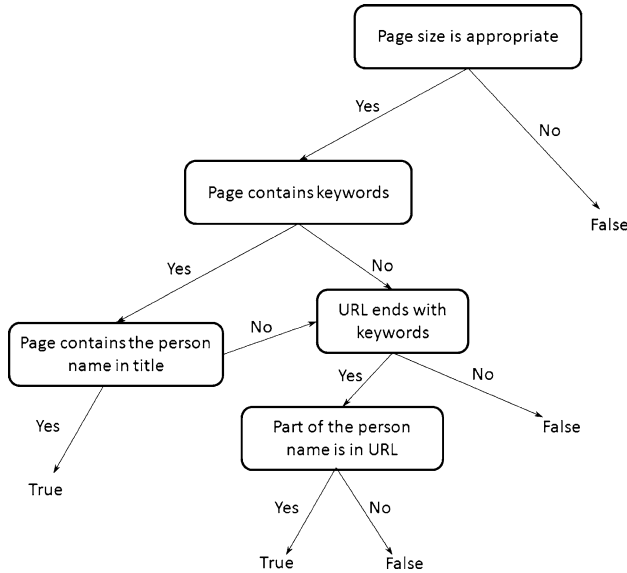 Page size is appropriate
Yes
No
Page contains keywords
False
Yes
No
URL ends with
keywords
Page contains the person
name in title
No
Yes
No
Yes
Part of the person
name is in URL
False
True
Yes
No
True
False